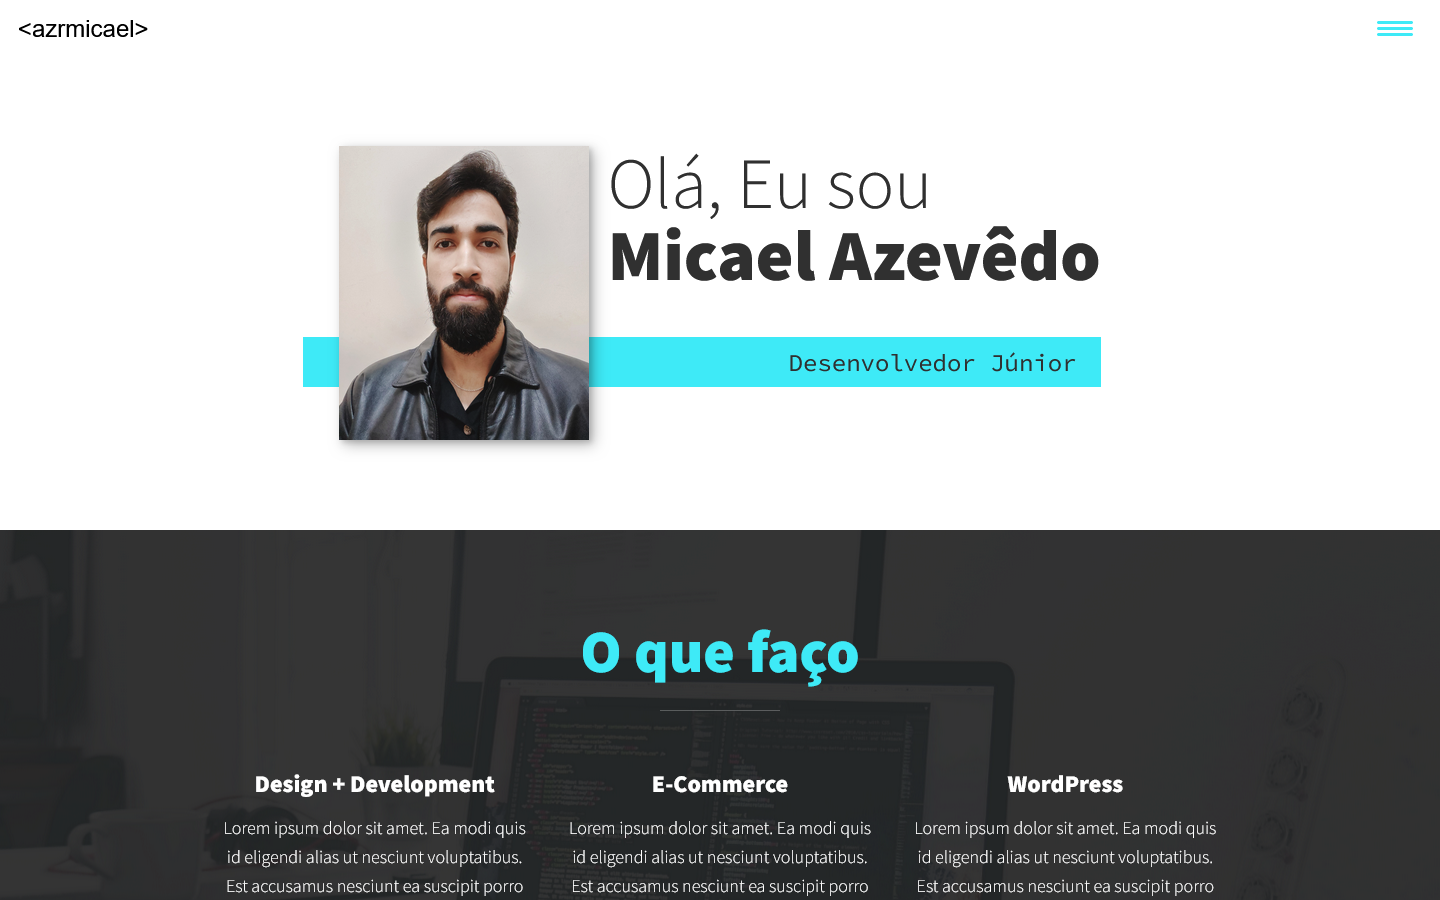 <azrmicael>
Olá, Eu sou
Micael Azevêdo
Desenvolvedor Júnior
O que faço
Design + Development
Lorem ipsum dolor sit amet. Ea modi quis
id eligendi alias ut nesciunt voluptatibus.
Est accusamus nesciunt ea suscipit porro
E-Commerce
Lorem ipsum dolor sit amet. Ea modi quis
id eligendi alias ut nesciunt voluptatibus.
Est accusamus nesciunt ea suscipit porro
WordPress
Lorem ipsum dolor sit amet. Ea modi quis
id eligendi alias ut nesciunt voluptatibus.
Est accusamus nesciunt ea suscipit porro